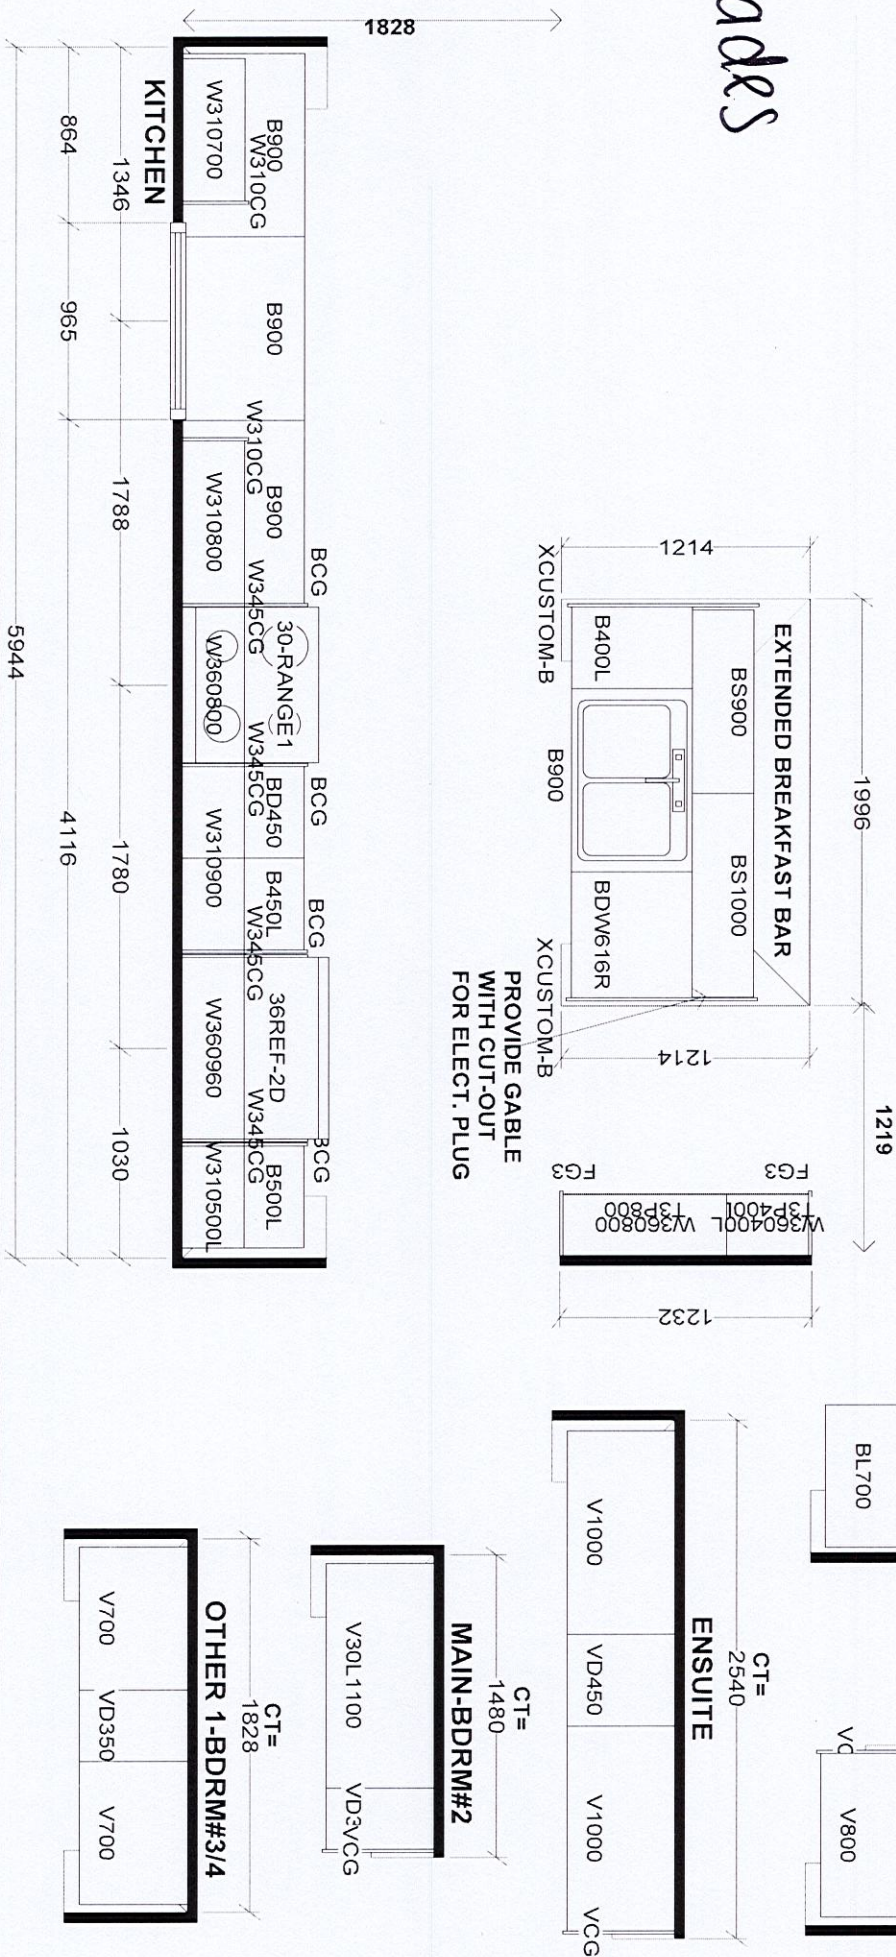 ades
1828
KITCHEN
864
1346
965
1788
5944
4116
1780
1030
W310700
B900
W310CG
B900
W310CG
B900
W310800
BCG
W345CG
30-RANGE1
W360800
W345CG
BCG
BD450
W310900
B450L
BCG
W345CG
36REF-2D
W360960
W345CG
BCG
B500L
W310500L
1996
1219
1214
EXTENDED BREAKFAST BAR
XCUSTOM-B
B400L
BS900
B900
BS1000
BDW616R
XCUSTOM-B
1214
PROVIDE GABLE
WITH CUT-OUT
FOR ELECT. PLUG
W360800
T3P800
W360400L
T3P400L
1232
BL700
V800
CT=
2540
ENSUITE
V1000
VD450
V1000
VCG
CT=
1480
MAIN-BDRM#2
V30L1100
VCG
CT=
1828
OTHER 1-BDRM#3/4
V700
VD350
V700